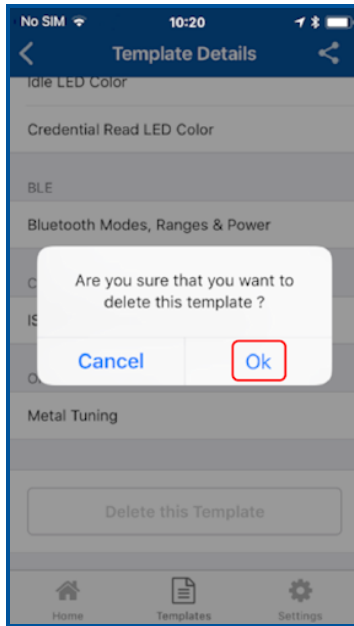 No SIM 10:20
Template Details
Idle LED Color
Credential Read LED Color
BLE
Bluetooth Modes, Ranges & Power
Are you sure that you want to
delete this template ?
Cancel Ok
Metal Tuning
Delete this Template
Home Templates Settings